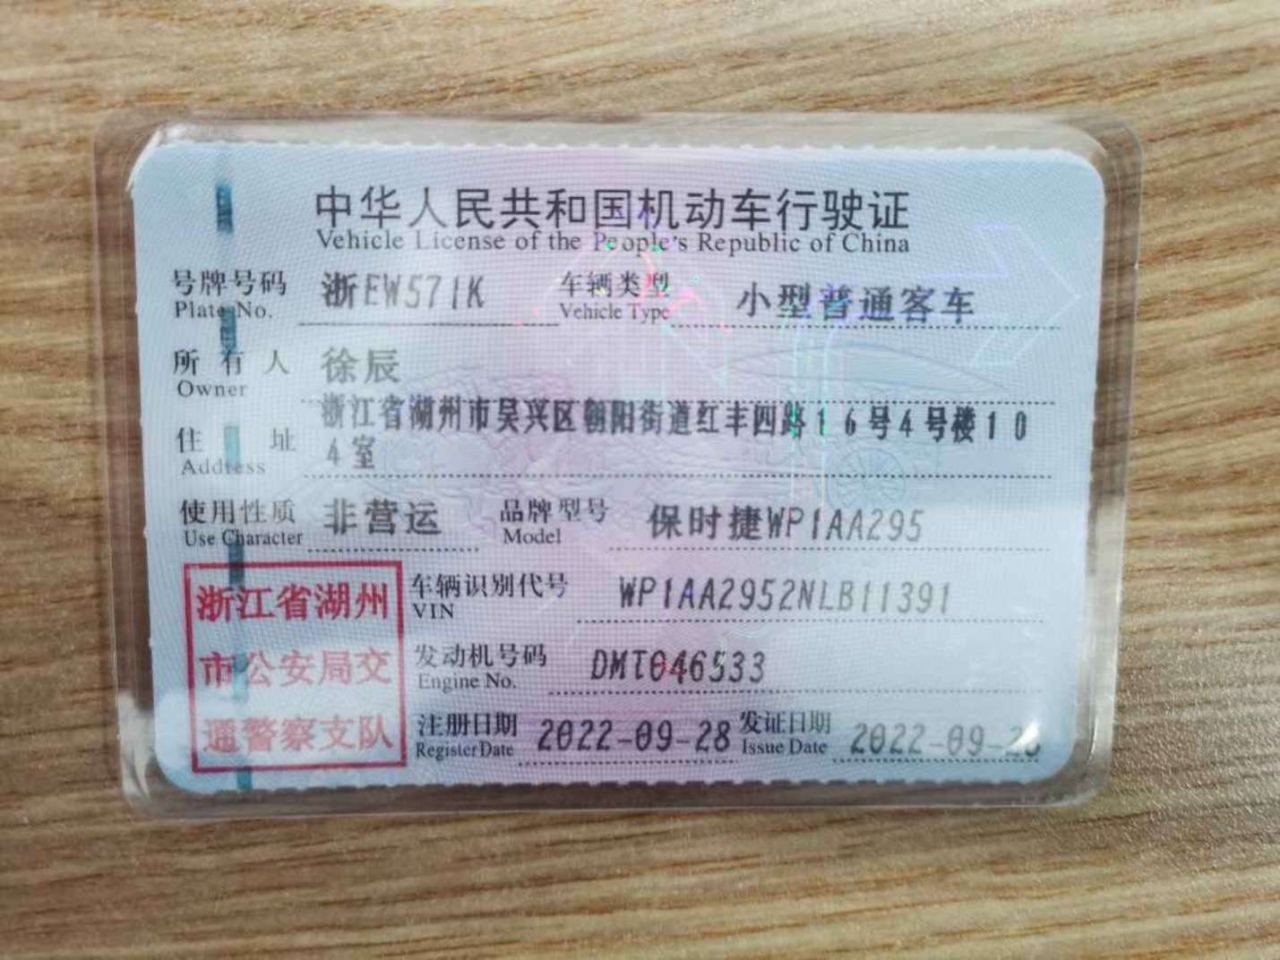 中华人民共和国机动车行驶证
Vehicle License of the People's Republic of China
号牌号码 浙EW571K 车辆类型 小型普通客车
Plate No. Vehicle Type
所有人 徐辰
Owner
住址 浙江省湖州市吴兴区朝阳街道红丰四路16号4号楼10
Address 4室
使用性质 非营运 品牌型号 保时捷WP1AA295
Use Character Model
浙江省湖州 车辆识别代号 WP1AA2952NLB11391
VIN
市公安局交 发动机号码 DMT046533
Engine No.
通警察支队 注册日期 2022-09-28 发证日期 2022-09-
Register Date Issue Date